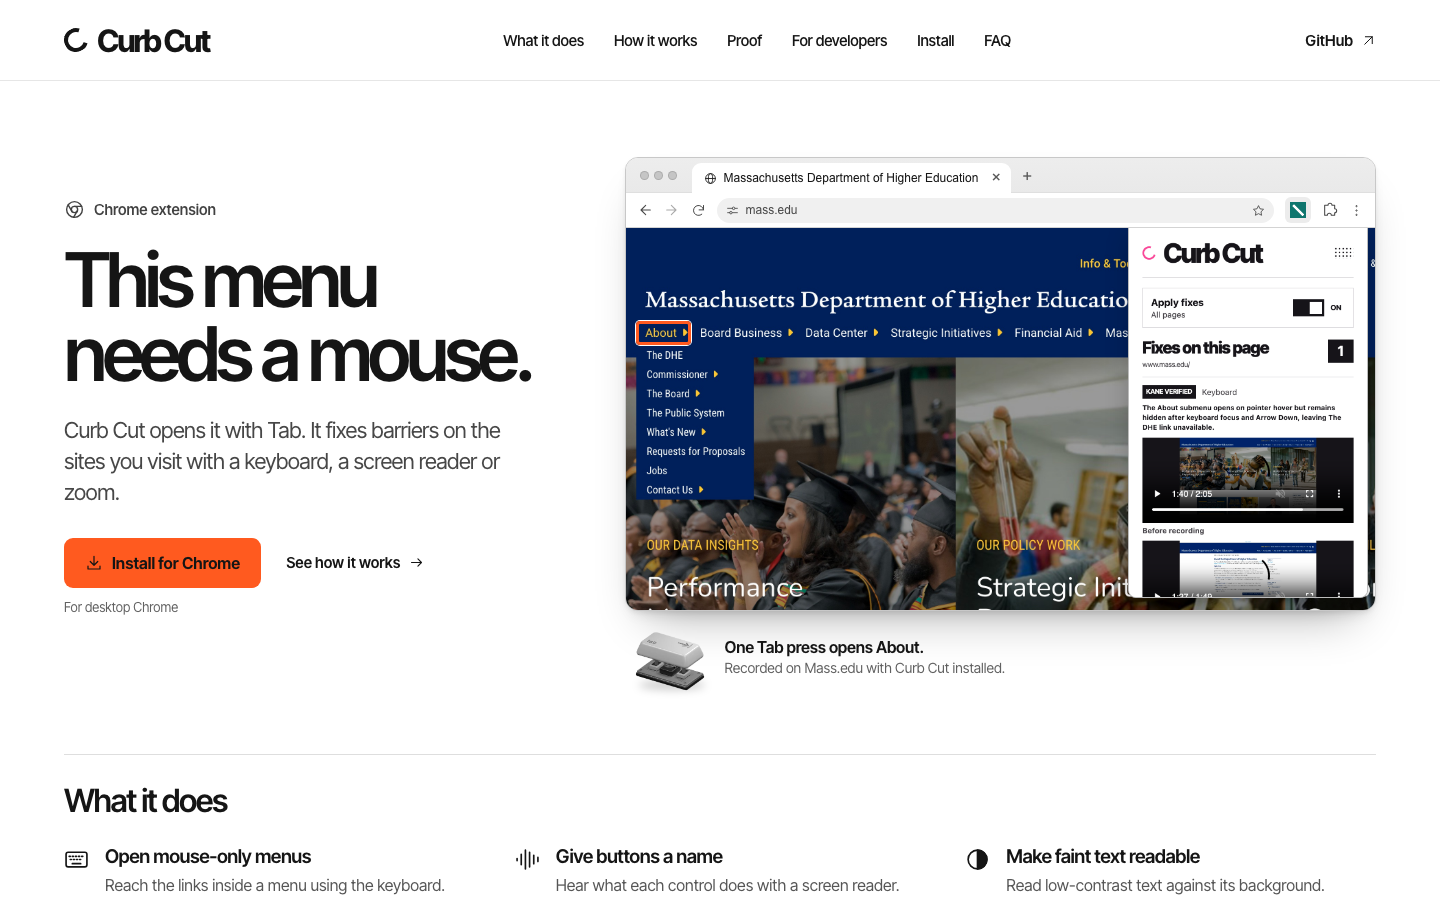 Curb Cut
What it does
How it works
Proof
For developers
Install
FAQ
GitHub
Chrome extension
This menu
needs a mouse.
Curb Cut opens it with Tab. It fixes barriers on the
sites you visit with a keyboard, a screen reader or
zoom.
Install for Chrome
See how it works
For desktop Chrome
Massachusetts Department of Higher Education
mass.edu
Info & Too
&
Massachusetts Department of Higher Educatio
About
Board Business
Data Center
Strategic Initiatives
Financial Aid
Mas
The DHE
Commissioner
The Board
The Public System
What's New
Requests for Proposals
Jobs
Contact Us
OUR DATA INSIGHTS
Performance
OUR POLICY WORK
Strategic Init
Curb Cut
Apply fixes
All pages
ON
Fixes on this page
1
www.mass.edu/
KANE VERIFIED
Keyboard
The About submenu opens on pointer hover but remains
hidden after keyboard focus and Arrow Down, leaving The
DHE link unavailable.
1:40 / 2:05
Before recording
1:27 / 1:49
One Tab press opens About.
Recorded on Mass.edu with Curb Cut installed.
What it does
Open mouse-only menus
Reach the links inside a menu using the keyboard.
Give buttons a name
Hear what each control does with a screen reader.
Make faint text readable
Read low-contrast text against its background.